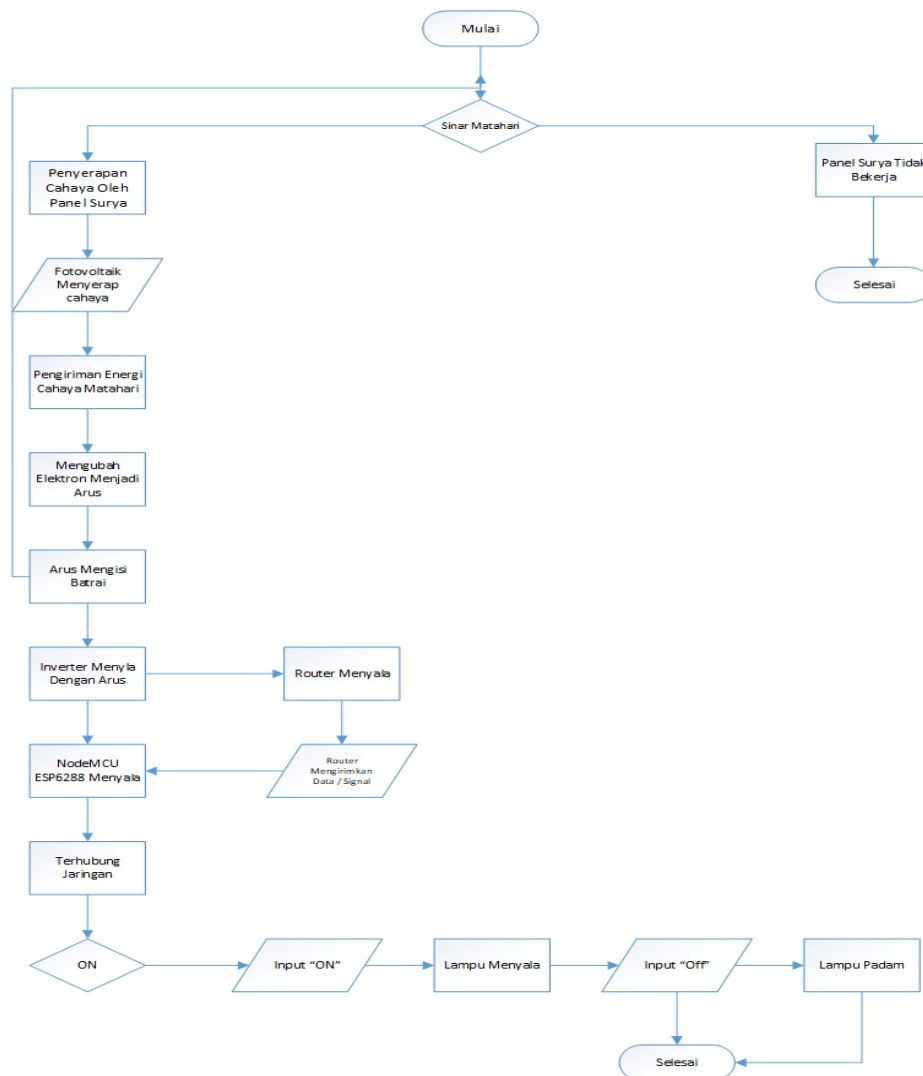 Mulai
Sinar Matahari
Penyerapan
Cahaya Oleh
Panel Surya
Panel Surya Tidak
Bekerja
Fotovoltaik
Menyerap
cahaya
Selesai
Pengiriman Energi
Cahaya Matahari
Mengubah
Elektron Menjadi
Arus
Arus Mengisi
Batrai
Inverter Menyla
Dengan Arus
Router Menyala
NodeMCU
ESP6288 Menyala
Router
Mengirimkan
Data / Signal
Terhubung
Jaringan
ON
Input “ON”
Lampu Menyala
Input “Off”
Lampu Padam
Selesai